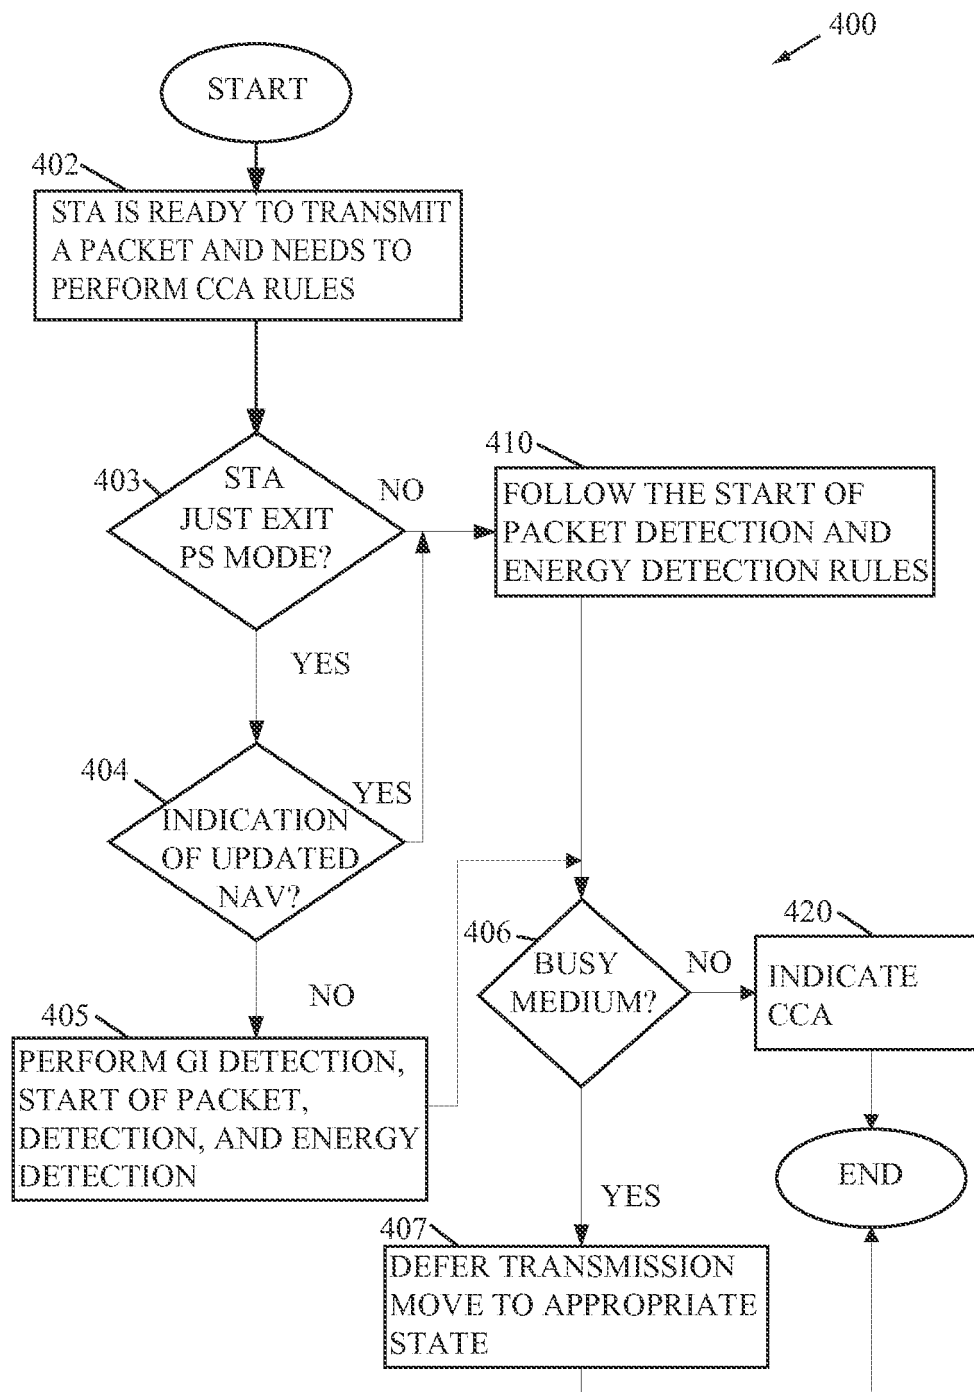 400
START
402
STA IS READY TO TRANSMIT
A PACKET AND NEEDS TO
PERFORM CCA RULES
403
STA
JUST EXIT
PS MODE?
NO
410
FOLLOW THE START OF
PACKET DETECTION AND
ENERGY DETECTION RULES
YES
404
YES
INDICATION
OF UPDATED
NAV?
NO
405
PERFORM GI DETECTION,
START OF PACKET,
DETECTION, AND ENERGY
DETECTION
406
BUSY
MEDIUM?
NO
420
INDICATE
CCA
END
YES
407
DEFER TRANSMISSION
MOVE TO APPROPRIATE
STATE